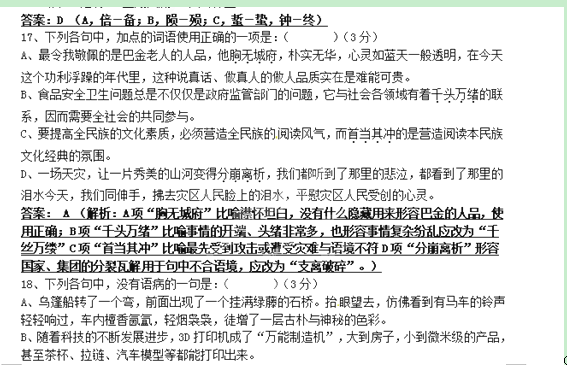 答案：D （A，倍－备；B，陨－殒；C，蜇－蛰，钟－终）
17、下列各句中，加点的词语使用正确的一项是：（　　　）（3 分）
A、最令我敬佩的是巴金老人的人品，他胸无城府，朴实无华，心灵如蓝天一般透明，在今天
这个功利浮躁的年代里，这种说真话、做真人的做人品质实在是难能可贵。
B、食品安全卫生问题总是不仅仅是政府监管部门的问题，它与社会各领域有着千头万绪的联
系，因而需要全社会的共同参与。
C、要提高全民族的文化素质，必须营造全民族的阅读风气，而首当其冲的是营造阅读本民族
文化经典的氛围。
D、一场天灾，让一片秀美的山河变得分崩离析，我们都听到了那里的悲泣，都看到了那里的
泪水今天，我们同伸手，拂去灾区人民脸上的泪水，平慰灾区人民受创的心灵。
答案： A （解析：A项“胸无城府”比喻襟怀坦白，没有什么隐藏用来形容巴金的人品，使
用正确；B项“千头万绪”比喻事情的开端、头绪非常多，也形容事情复杂纷乱应改为“千
丝万缕”C项“首当其冲”比喻最先受到攻击或遭受灾难与语境不符D项“分崩离析”形容
国家、集团的分裂瓦解用于句中不合语境，应改为“支离破碎”。）
18、下列各句中，没有语病的一句是：（　　　）（3 分）
A、乌篷船转了一个弯，前面出现了一个挂满绿藤的石桥。抬眼望去，仿佛看到有马车的铃声
轻轻响过，车内檀香氤氲，轻烟袅袅，徒增了一层古朴与神秘的色彩。
B、随着科技的不断发展进步，3D 打印机成了“万能制造机”，大到房子，小到微米级的产品，
甚至茶杯、拉链、汽车模型等都能打印出来。